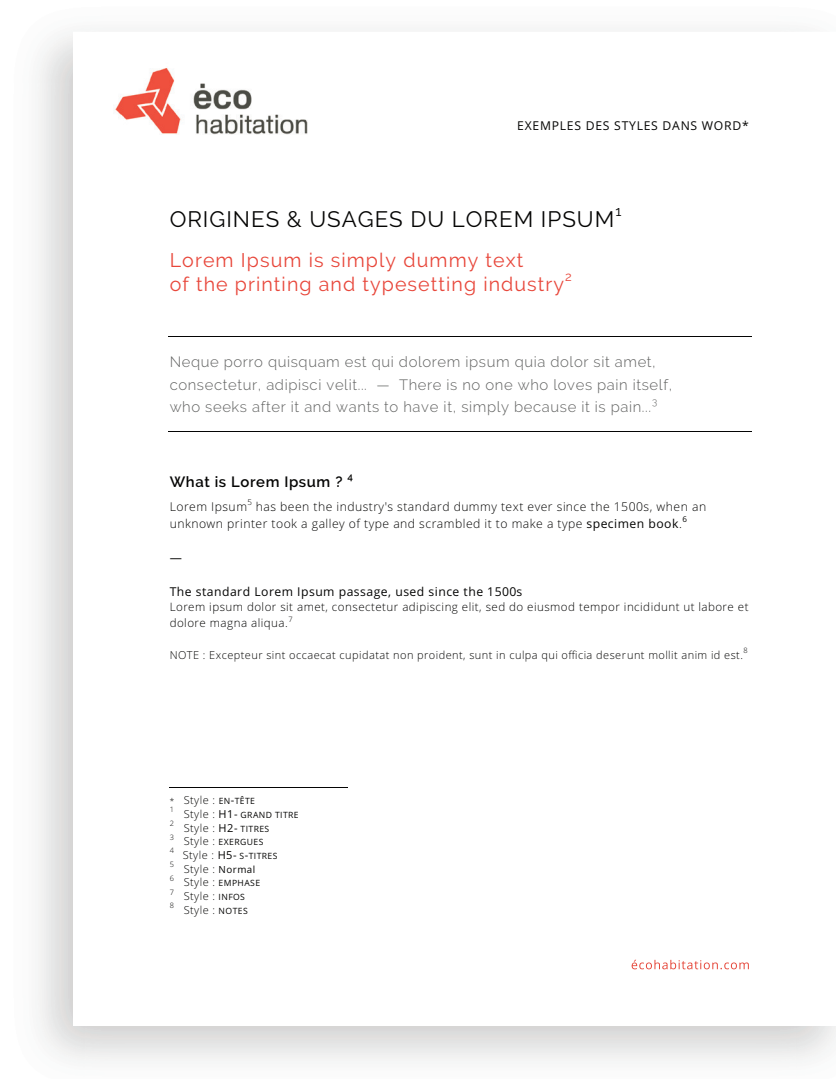 éco
habitation
EXEMPLES DES STYLES DANS WORD*
ORIGINES & USAGES DU LOREM IPSUM¹
Lorem Ipsum is simply dummy text
of the printing and typesetting industry²
Neque porro quisquam est qui dolorem ipsum quia dolor sit amet,
consectetur, adipisci velit... — There is no one who loves pain itself,
who seeks after it and wants to have it, simply because it is pain...³
What is Lorem Ipsum ? ⁴
Lorem Ipsum⁵ has been the industry's standard dummy text ever since the 1500s, when an
unknown printer took a galley of type and scrambled it to make a type specimen book.⁶
—
The standard Lorem Ipsum passage, used since the 1500s
Lorem ipsum dolor sit amet, consectetur adipiscing elit, sed do eiusmod tempor incididunt ut labore et
dolore magna aliqua.⁷
NOTE : Excepteur sint occaecat cupidatat non proident, sunt in culpa qui officia deserunt mollit anim id est.⁸
* Style : EN-TÊTE
¹ Style : H1- GRAND TITRE
² Style : H2- TITRES
³ Style : EXERGUES
⁴ Style : H5- S-TITRES
⁵ Style : Normal
⁶ Style : EMPHASE
⁷ Style : INFOS
⁸ Style : NOTES
écohabitation.com